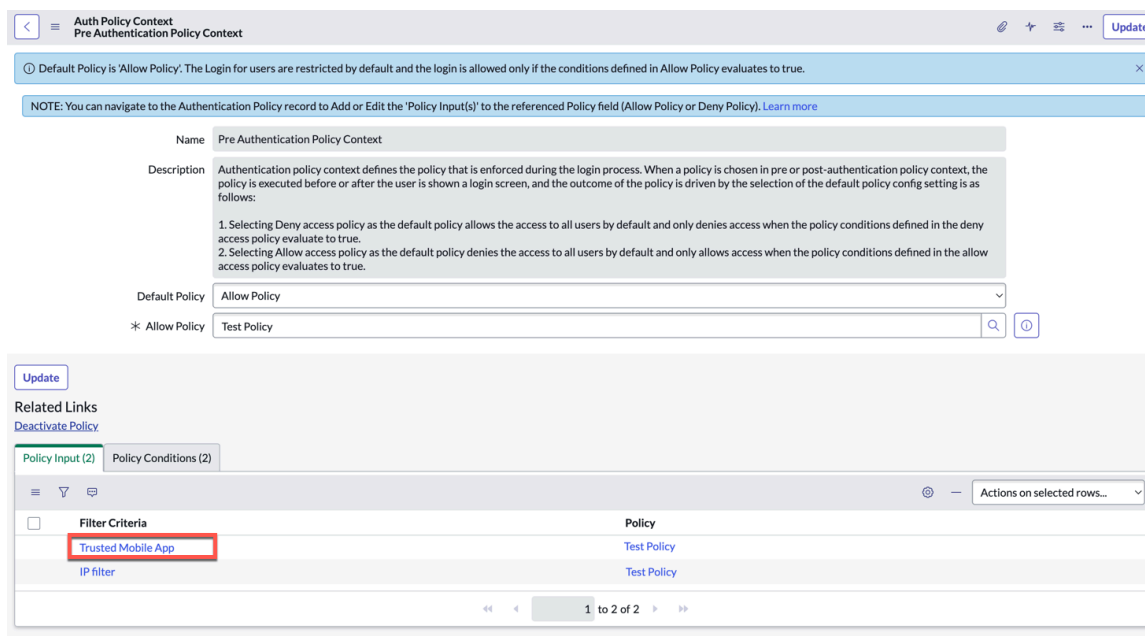 Auth Policy Context
Pre Authentication Policy Context
Update
Default Policy is 'Allow Policy'. The Login for users are restricted by default and the login is allowed only if the conditions defined in Allow Policy evaluates to true.
NOTE: You can navigate to the Authentication Policy record to Add or Edit the 'Policy Input(s)' to the referenced Policy field (Allow Policy or Deny Policy). Learn more
Name Pre Authentication Policy Context
Description Authentication policy context defines the policy that is enforced during the login process. When a policy is chosen in pre or post-authentication policy context, the
policy is executed before or after the user is shown a login screen, and the outcome of the policy is driven by the selection of the default policy config setting is as
follows:
1. Selecting Deny access policy as the default policy allows the access to all users by default and only denies access when the policy conditions defined in the deny
access policy evaluate to true.
2. Selecting Allow access policy as the default policy denies the access to all users by default and only allows access when the policy conditions defined in the allow
access policy evaluates to true.
Default Policy Allow Policy
Allow Policy Test Policy
Update
Related Links
Deactivate Policy
Policy Input (2) Policy Conditions (2)
Actions on selected rows...
Filter Criteria Policy
Trusted Mobile App Test Policy
IP filter Test Policy
1 to 2 of 2